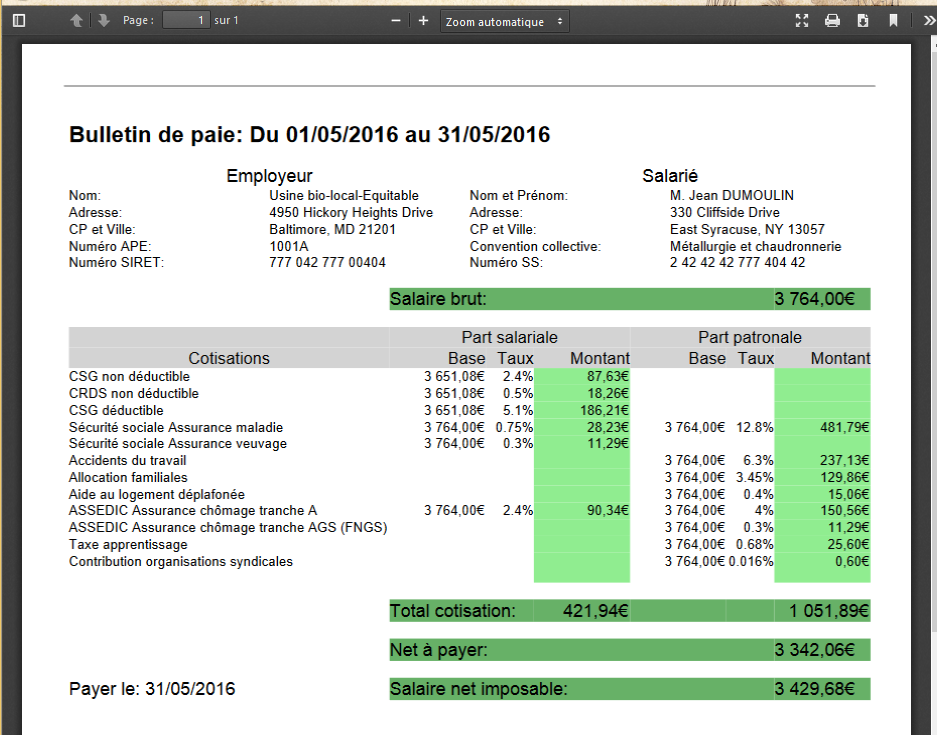 Page : 1 sur 1 Zoom automatique
Bulletin de paie: Du 01/05/2016 au 31/05/2016
Employeur Salarié
Nom: Usine bio-local-Equitable Nom et Prénom: M. Jean DUMOULIN
Adresse: 4950 Hickory Heights Drive Adresse: 330 Cliffside Drive
CP et Ville: Baltimore, MD 21201 CP et Ville: East Syracuse, NY 13057
Numéro APE: 1001A Convention collective: Métallurgie et chaudronnerie
Numéro SIRET: 777 042 777 00404 Numéro SS: 2 42 42 42 777 404 42
Salaire brut: 3 764,00€
Part salariale Part patronale
Cotisations Base Taux Montant Base Taux Montant
CSG non déductible 3 651,08€ 2.4% 87,63€
CRDS non déductible 3 651,08€ 0.5% 18,26€
CSG déductible 3 651,08€ 5.1% 186,21€
Sécurité sociale Assurance maladie 3 764,00€ 0.75% 28,23€ 3 764,00€ 12.8% 481,79€
Sécurité sociale Assurance veuvage 3 764,00€ 0.3% 11,29€
Accidents du travail 3 764,00€ 6.3% 237,13€
Allocation familiales 3 764,00€ 3.45% 129,86€
Aide au logement déplafonée 3 764,00€ 0.4% 15,06€
ASSEDIC Assurance chômage tranche A 3 764,00€ 2.4% 90,34€ 3 764,00€ 4% 150,56€
ASSEDIC Assurance chômage tranche AGS (FNGS) 3 764,00€ 0.3% 11,29€
Taxe apprentissage 3 764,00€ 0.68% 25,60€
Contribution organisations syndicales 3 764,00€ 0.016% 0,60€
Total cotisation: 421,94€ 1 051,89€
Net à payer: 3 342,06€
Payer le: 31/05/2016 Salaire net imposable: 3 429,68€